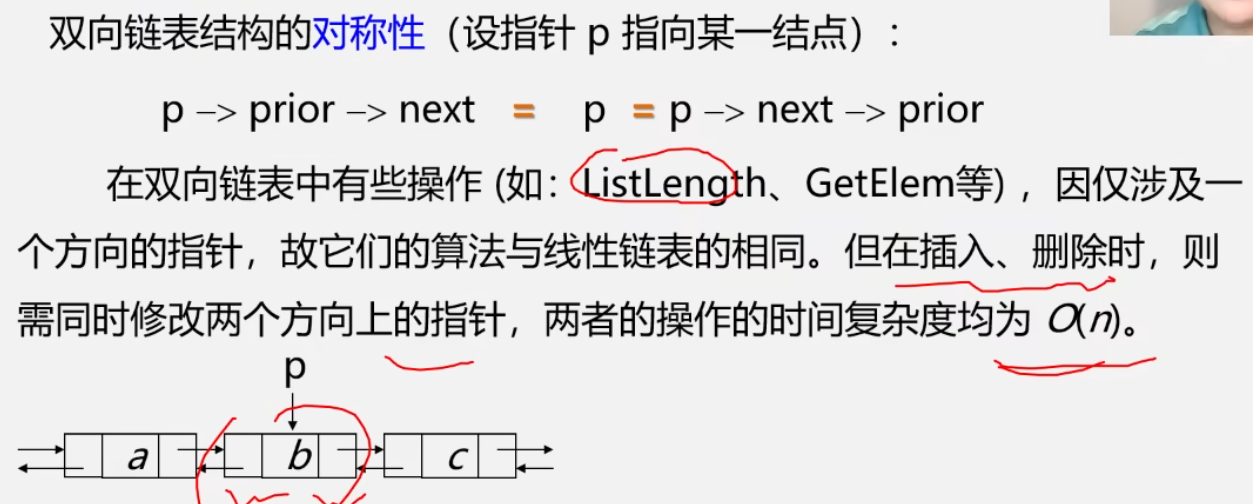 双向链表结构的对称性（设指针 p 指向某一结点）：
p –> prior –> next = p = p –> next –> prior
在双向链表中有些操作 (如：ListLength、GetElem等) ，因仅涉及一
个方向的指针，故它们的算法与线性链表的相同。但在插入、删除时，则
需同时修改两个方向上的指针，两者的操作的时间复杂度均为 O(n)。
p
a b c